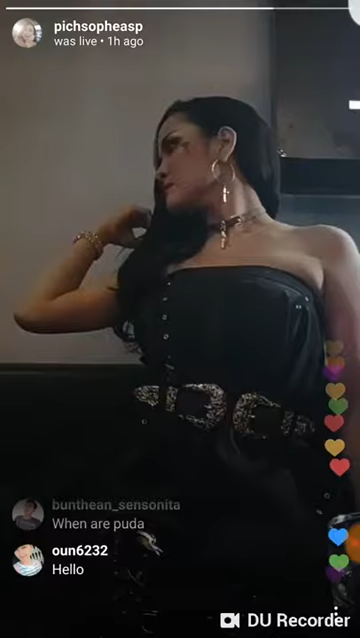 pichsopheasp
was live • 1h ago
bunthean_sensonita
When are puda
oun6232
Hello
DU Recorder